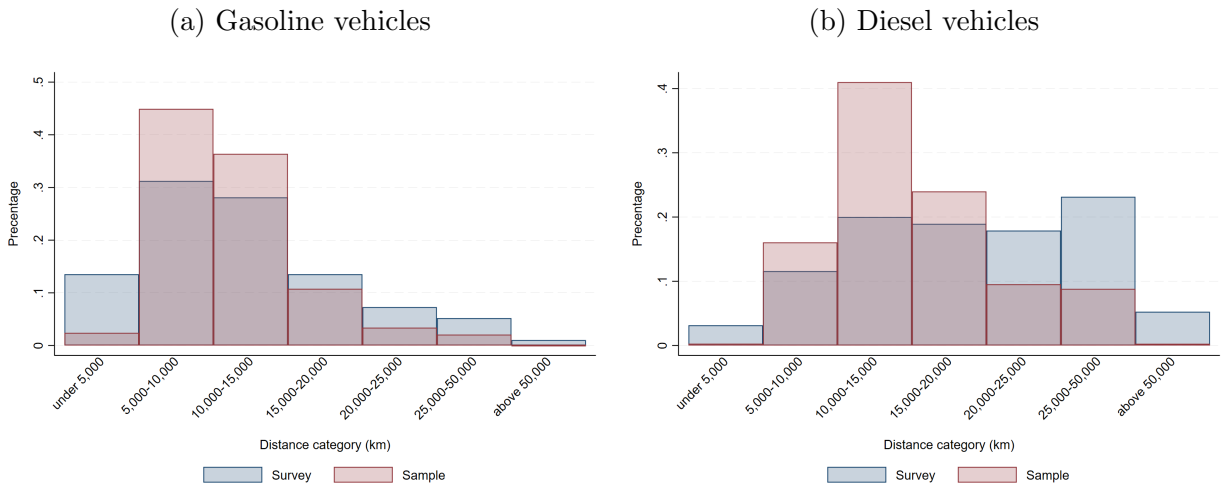 (a) Gasoline vehicles
Precentage
.5
.4
.3
.2
.1
0
under 5,000
5,000-10,000
10,000-15,000
15,000-20,000
20,000-25,000
25,000-50,000
above 50,000
Distance category (km)
Survey Sample
(b) Diesel vehicles
Precentage
.4
.3
.2
.1
0
under 5,000
5,000-10,000
10,000-15,000
15,000-20,000
20,000-25,000
25,000-50,000
above 50,000
Distance category (km)
Survey Sample